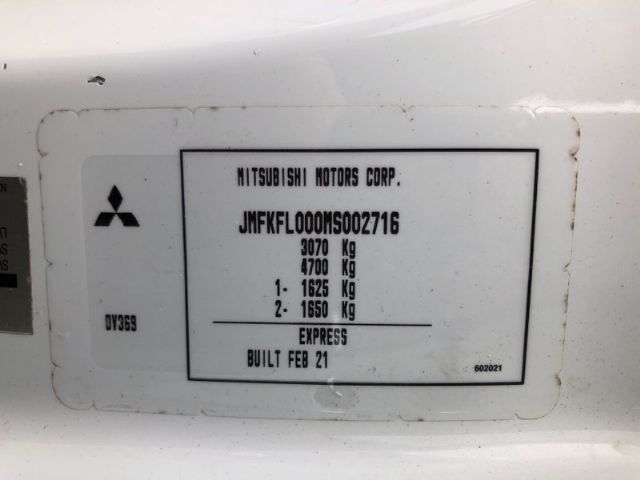 MITSUBISHI MOTORS CORP.
JMFKFL000MS002716
3070 Kg
4700 Kg
1- 1625 Kg
2- 1650 Kg
EXPRESS
BUILT FEB 21
602021
OV369